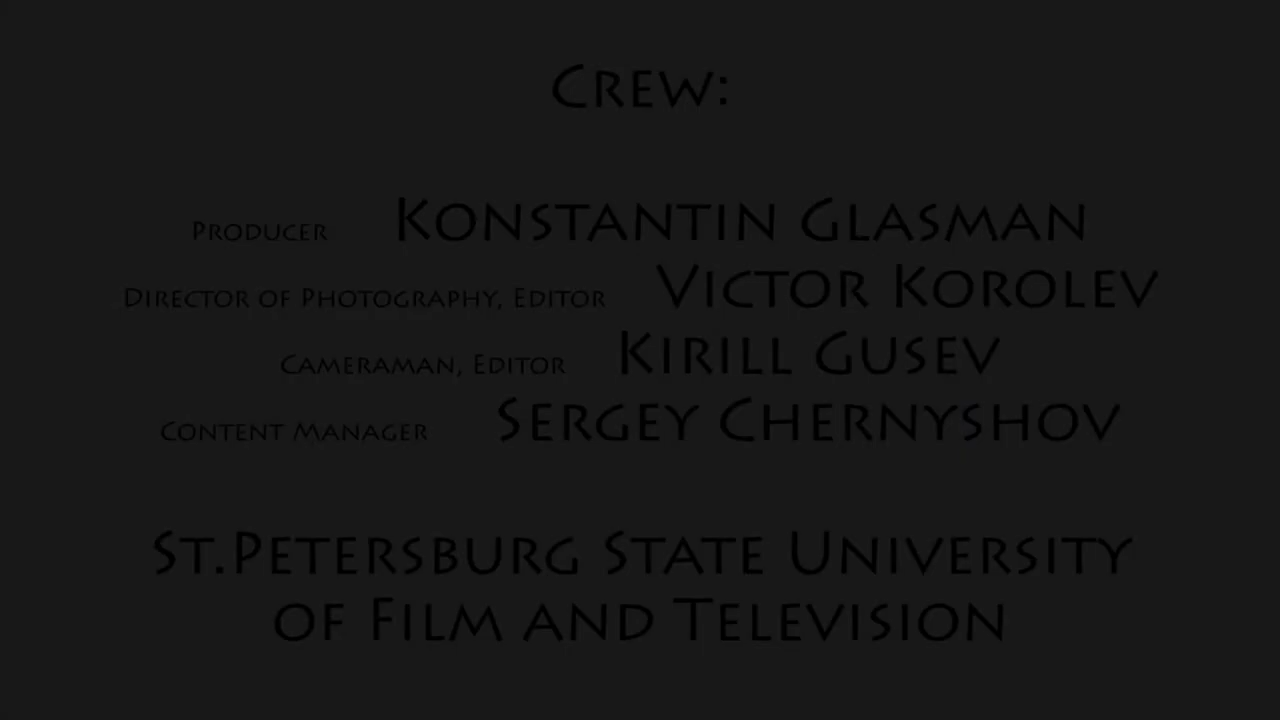 Crew:
Producer Konstantin Glasman
Director of Photography, Editor Victor Korolev
Cameraman, Editor Kirill Gusev
Content Manager Sergey Chernyshov
St.Petersburg State University
of Film and Television